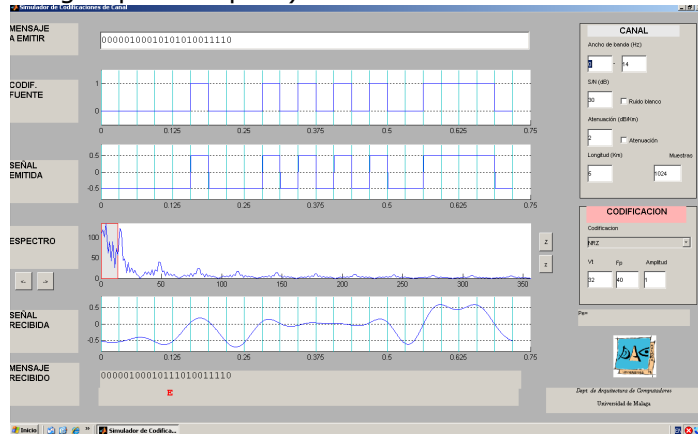 Simulador de Codificaciones de Canal
MENSAJE
A EMITIR
00000100010101010011110
CODIF.
FUENTE
1
0
0 0.125 0.25 0.375 0.5 0.625 0.75
SEÑAL
EMITIDA
0.5
0
-0.5
0 0.125 0.25 0.375 0.5 0.625 0.75
ESPECTRO
100
50
0
0 50 100 150 200 250 300 350
Z
z
<- ->
SEÑAL
RECIBIDA
0.5
0
-0.5
0 0.125 0.25 0.375 0.5 0.625 0.75
MENSAJE
RECIBIDO
00000100010111010011110
E
CANAL
Ancho de banda (Hz)
- 14
S/N (dB)
30 Ruido blanco
Atenuación (dB/Km)
2 Atenuación
Longitud (Km) Muestras
5 1024
CODIFICACION
Codificacion
NRZ
Vt Fp Amplitud
32 40 1
Pe=
DAC
Dept. de Arquitectura de Computadores
Universidad de Malaga
Inicio
Simulador de Codifica...